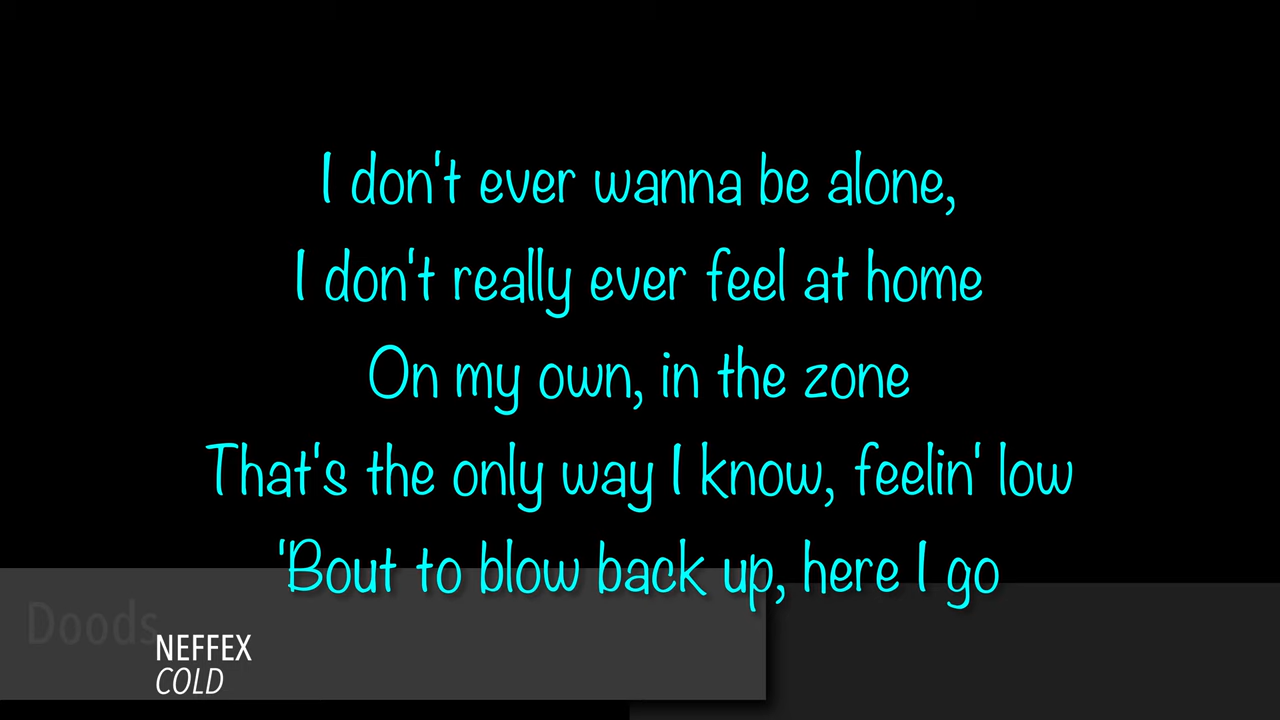 I don't ever wanna be alone,
I don't really ever feel at home
On my own, in the zone
That's the only way I know, feelin' low
'Bout to blow back up, here I go
Doods
NEFFEX
COLD